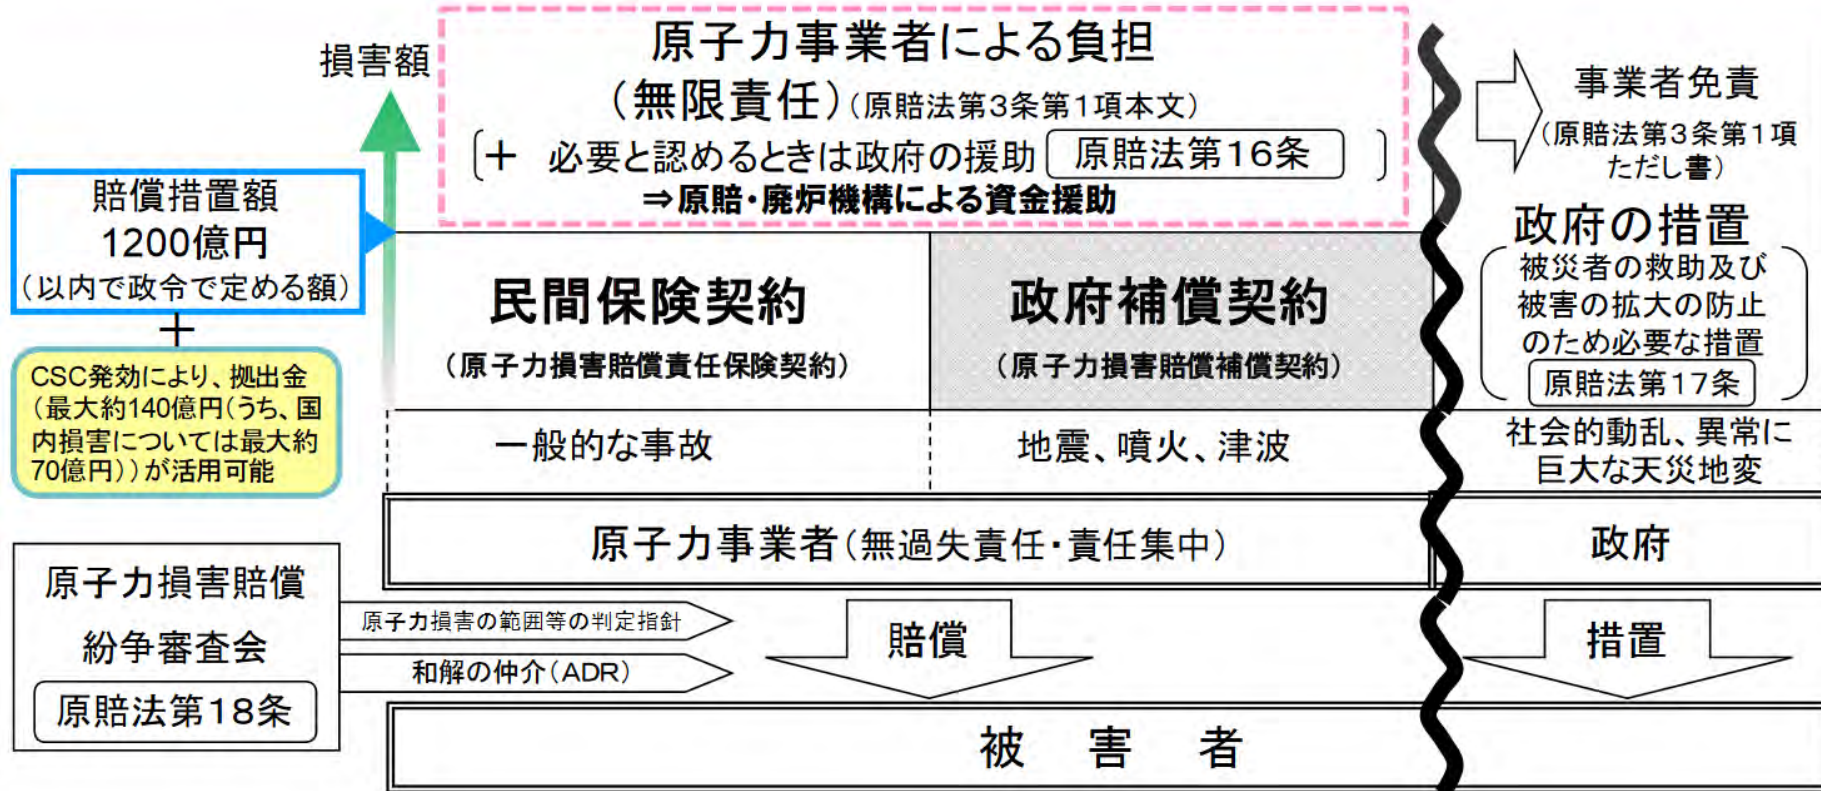 損害額
原子力事業者による負担
（無限責任）（原賠法第３条第１項本文）
＋ 必要と認めるときは政府の援助 原賠法第１６条
⇒原賠・廃炉機構による資金援助
事業者免責
（原賠法第３条第１項
ただし書）
賠償措置額
1200億円
（以内で政令で定める額）
＋
CSC発効により、拠出金
（最大約140億円（うち、国
内損害については最大約
70億円））が活用可能
民間保険契約
（原子力損害賠償責任保険契約）
政府補償契約
（原子力損害賠償補償契約）
政府の措置
被災者の救助及び
被害の拡大の防止
のため必要な措置
原賠法第１７条
一般的な事故
地震、噴火、津波
社会的動乱、異常に
巨大な天災地変
原子力事業者（無過失責任・責任集中）
政府
原子力損害賠償
紛争審査会
原賠法第１８条
原子力損害の範囲等の判定指針
和解の仲介（ADR）
賠償
措置
被　害　者